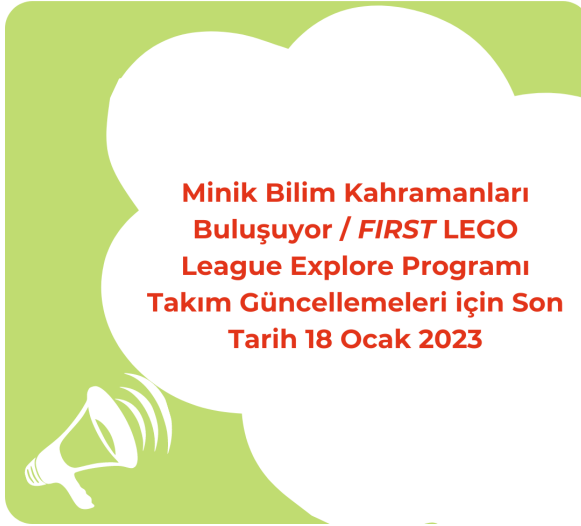 Minik Bilim Kahramanları
Buluşuyor / FIRST LEGO
League Explore Programı
Takım Güncellemeleri için Son
Tarih 18 Ocak 2023